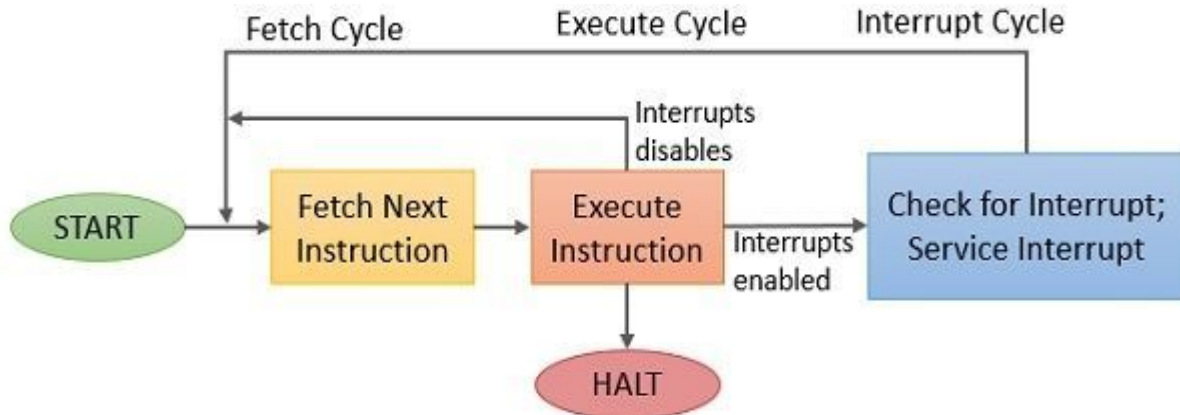 Fetch Cycle
Execute Cycle
Interrupt Cycle
Interrupts
disables
START
Fetch Next
Instruction
Execute
Instruction
Interrupts
enabled
Check for Interrupt;
Service Interrupt
HALT